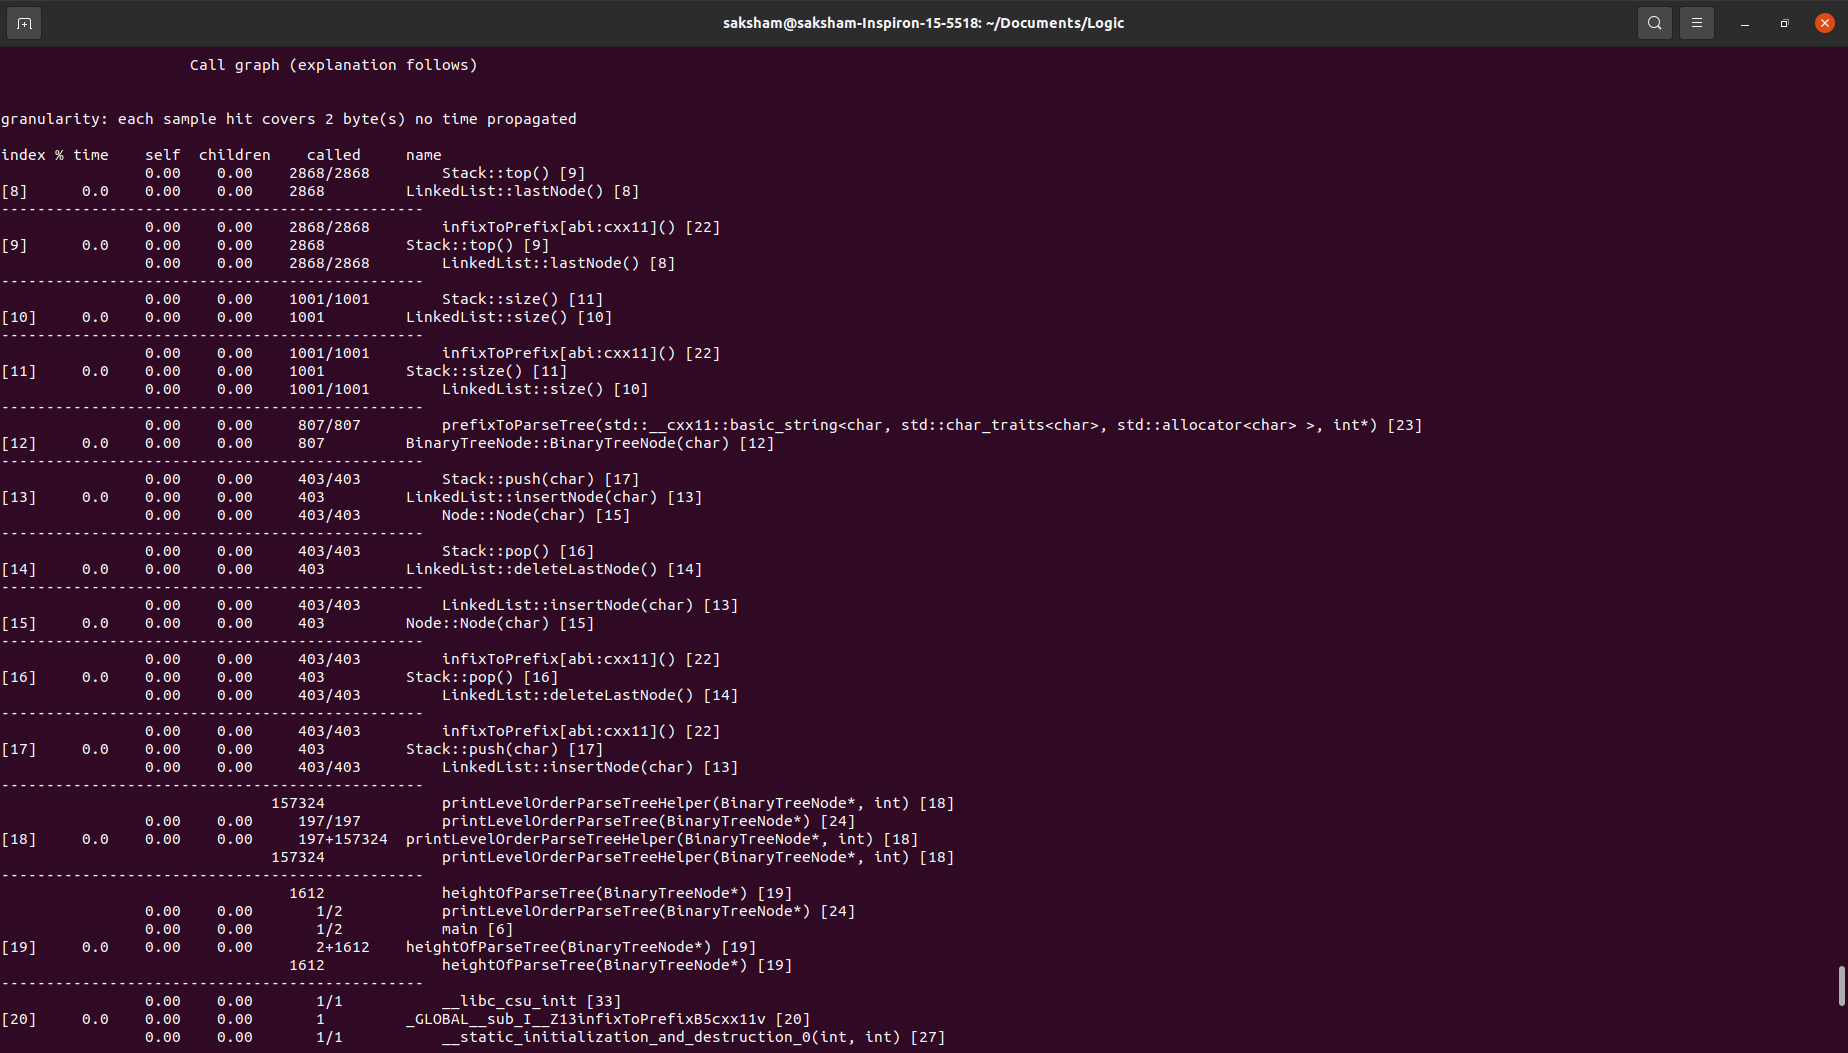 saksham@saksham-Inspiron-15-5518: ~/Documents/Logic
Call graph (explanation follows)
granularity: each sample hit covers 2 byte(s) no time propagated
index % time    self  children    called     name
                0.00    0.00    2868/2868        Stack::top() [9]
[8]      0.0    0.00    0.00    2868         LinkedList::lastNode() [8]
-----------------------------------------------
                0.00    0.00    2868/2868        infixToPrefix[abi:cxx11]() [22]
[9]      0.0    0.00    0.00    2868         Stack::top() [9]
                0.00    0.00    2868/2868        LinkedList::lastNode() [8]
-----------------------------------------------
                0.00    0.00    1001/1001        Stack::size() [11]
[10]     0.0    0.00    0.00    1001         LinkedList::size() [10]
-----------------------------------------------
                0.00    0.00    1001/1001        infixToPrefix[abi:cxx11]() [22]
[11]     0.0    0.00    0.00    1001         Stack::size() [11]
                0.00    0.00    1001/1001        LinkedList::size() [10]
-----------------------------------------------
                0.00    0.00     807/807         prefixToParseTree(std::__cxx11::basic_string<char, std::char_traits<char>, std::allocator<char> >, int*) [23]
[12]     0.0    0.00    0.00     807         BinaryTreeNode::BinaryTreeNode(char) [12]
-----------------------------------------------
                0.00    0.00     403/403         Stack::push(char) [17]
[13]     0.0    0.00    0.00     403         LinkedList::insertNode(char) [13]
                0.00    0.00     403/403         Node::Node(char) [15]
-----------------------------------------------
                0.00    0.00     403/403         Stack::pop() [16]
[14]     0.0    0.00    0.00     403         LinkedList::deleteLastNode() [14]
-----------------------------------------------
                0.00    0.00     403/403         LinkedList::insertNode(char) [13]
[15]     0.0    0.00    0.00     403         Node::Node(char) [15]
-----------------------------------------------
                0.00    0.00     403/403         infixToPrefix[abi:cxx11]() [22]
[16]     0.0    0.00    0.00     403         Stack::pop() [16]
                0.00    0.00     403/403         LinkedList::deleteLastNode() [14]
-----------------------------------------------
                0.00    0.00     403/403         infixToPrefix[abi:cxx11]() [22]
[17]     0.0    0.00    0.00     403         Stack::push(char) [17]
                0.00    0.00     403/403         LinkedList::insertNode(char) [13]
-----------------------------------------------
                              157324             printLevelOrderParseTreeHelper(BinaryTreeNode*, int) [18]
                0.00    0.00     197/197         printLevelOrderParseTree(BinaryTreeNode*) [24]
[18]     0.0    0.00    0.00     197+157324  printLevelOrderParseTreeHelper(BinaryTreeNode*, int) [18]
                              157324             printLevelOrderParseTreeHelper(BinaryTreeNode*, int) [18]
-----------------------------------------------
                                1612             heightOfParseTree(BinaryTreeNode*) [19]
                0.00    0.00       1/2           printLevelOrderParseTree(BinaryTreeNode*) [24]
                0.00    0.00       1/2           main [6]
[19]     0.0    0.00    0.00       2+1612    heightOfParseTree(BinaryTreeNode*) [19]
                                1612             heightOfParseTree(BinaryTreeNode*) [19]
-----------------------------------------------
                0.00    0.00       1/1           __libc_csu_init [33]
[20]     0.0    0.00    0.00       1         _GLOBAL__sub_I__Z13infixToPrefixB5cxx11v [20]
                0.00    0.00       1/1           __static_initialization_and_destruction_0(int, int) [27]